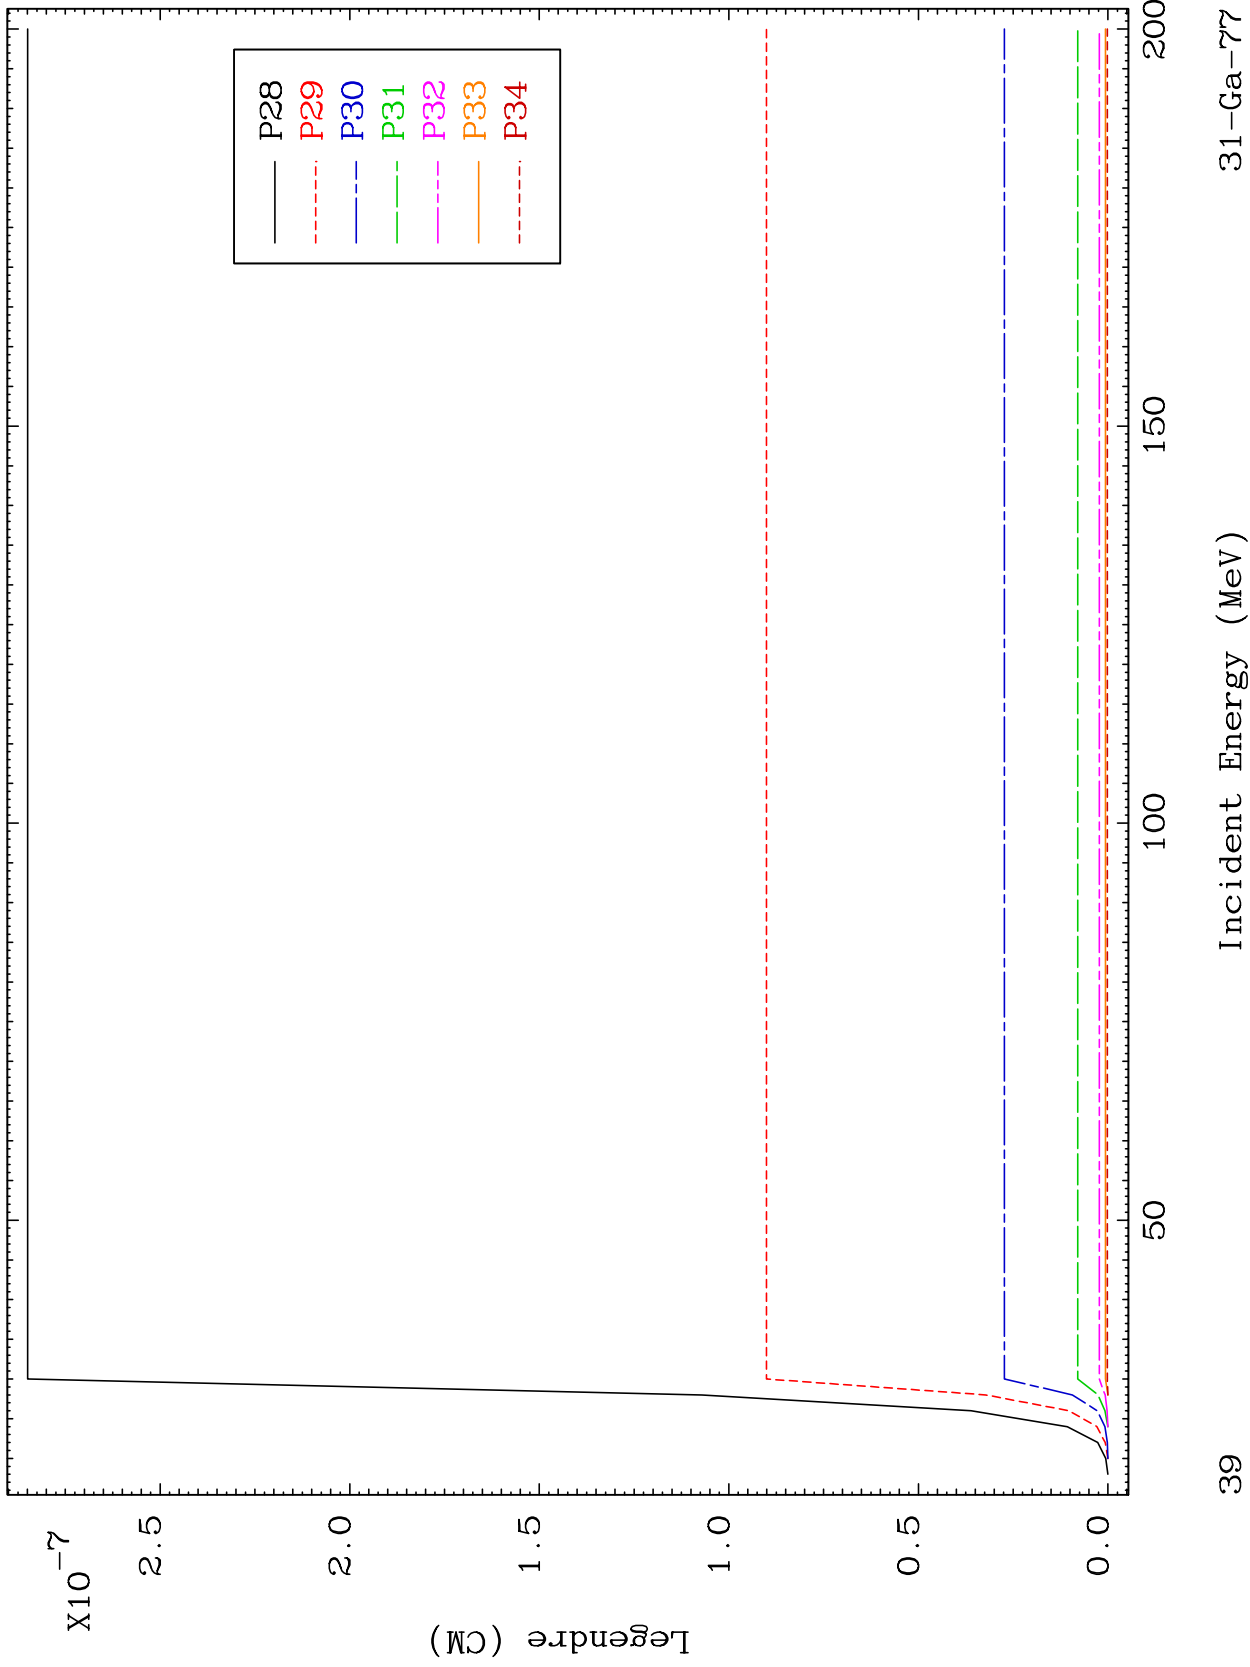 X10-7
2.5
2.0
1.5
1.0
0.5
0.0
Legendre (CM)
P28
P29
P30
P31
P32
P33
P34
50
100
150
200
39
Incident Energy (MeV)
31-Ga-77